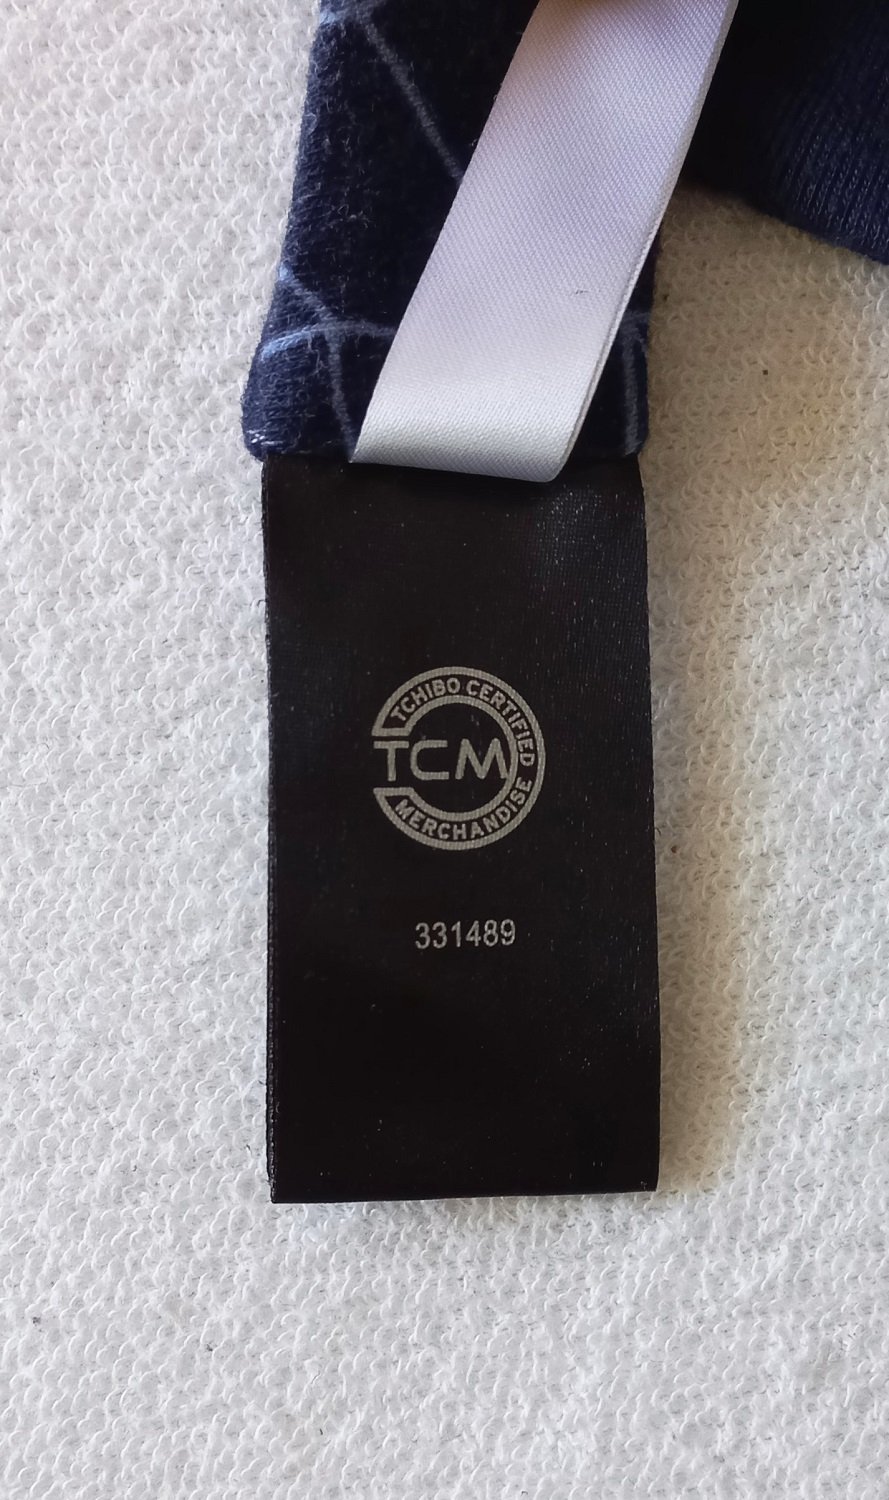 TCHIBO CERTIFIED
TCM
MERCHANDISE
331489